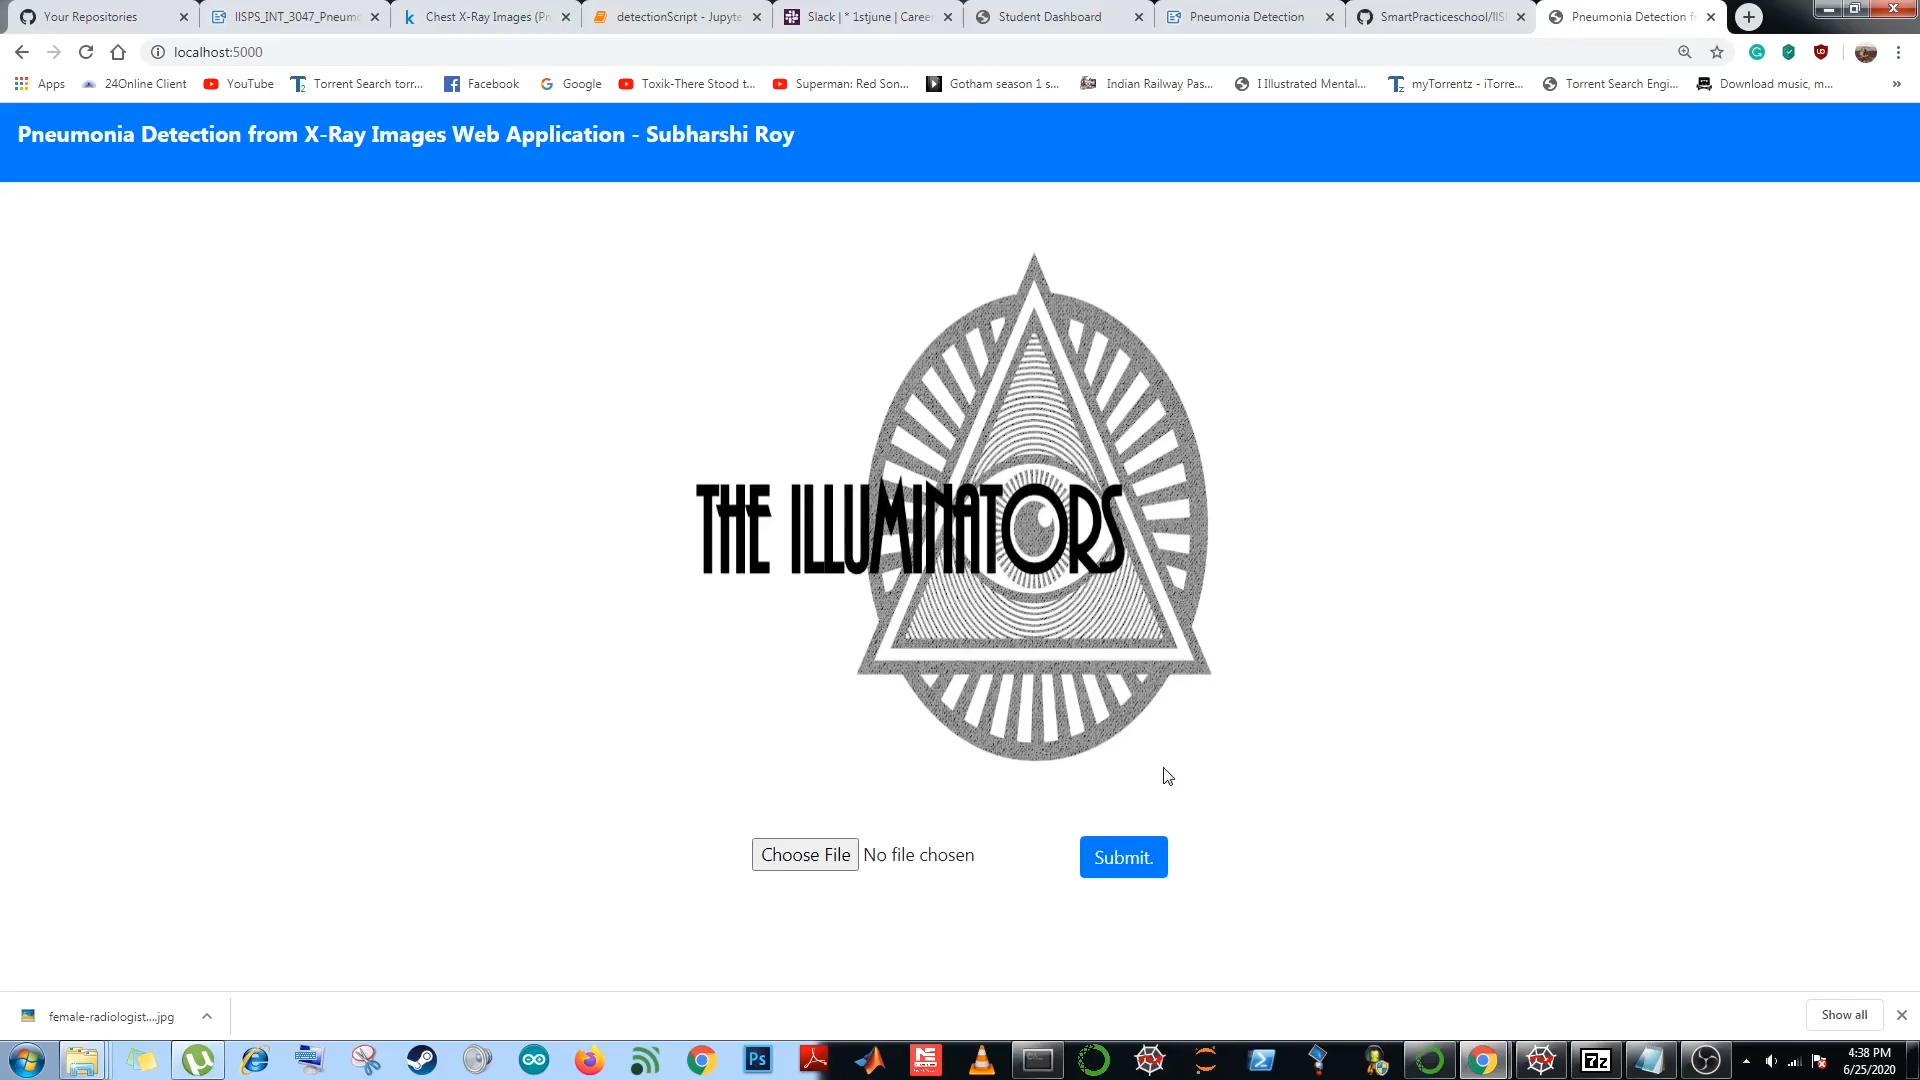 Your Repositories
IISPS_INT_3047_Pneumo
Chest X-Ray Images (Pn
detectionScript - Jupyte
Slack | * 1stjune | Career
Student Dashboard
Pneumonia Detection
SmartPracticeschool/IIS
Pneumonia Detection fr
localhost:5000
Apps
24Online Client
YouTube
Torrent Search torr...
Facebook
Google
Toxik-There Stood t...
Superman: Red Son...
Gotham season 1 s...
Indian Railway Pas...
I Illustrated Mental...
myTorrentz - iTorre...
Torrent Search Engi...
Download music, m...
»
Pneumonia Detection from X-Ray Images Web Application - Subharshi Roy
THE ILLUMINATORS
Choose File No file chosen
Submit.
female-radiologist....jpg
Show all
4:38 PM
6/25/2020